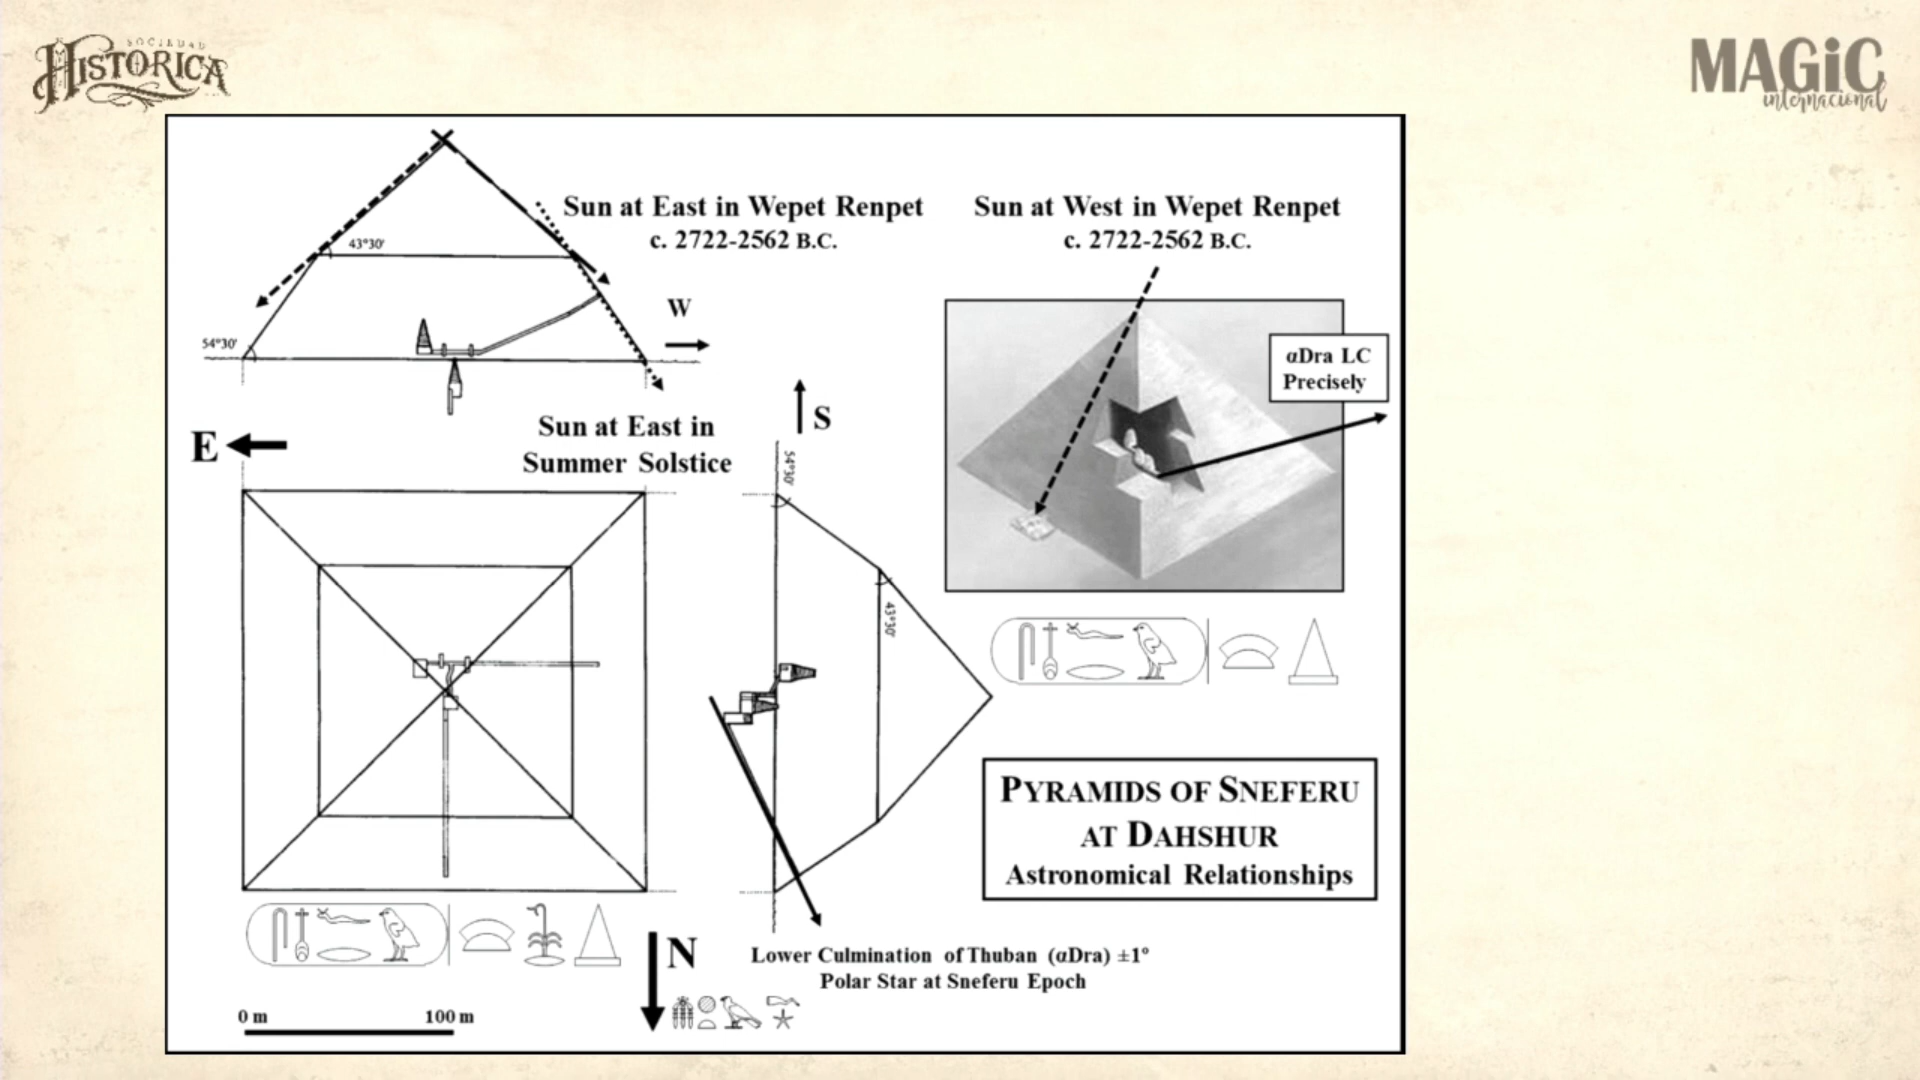 SOCIEDAD
HISTORICA
MAGiC
internacional
43°30'
Sun at East in Wepet Renpet
c. 2722-2562 B.C.
Sun at West in Wepet Renpet
c. 2722-2562 B.C.
W
54°30'
αDra LC
Precisely
E
Sun at East in
Summer Solstice
S
54°30'
43°30'
PYRAMIDS OF SNEFERU
AT DAHSHUR
Astronomical Relationships
N
Lower Culmination of Thuban (αDra) ±1º
Polar Star at Sneferu Epoch
0 m
100 m